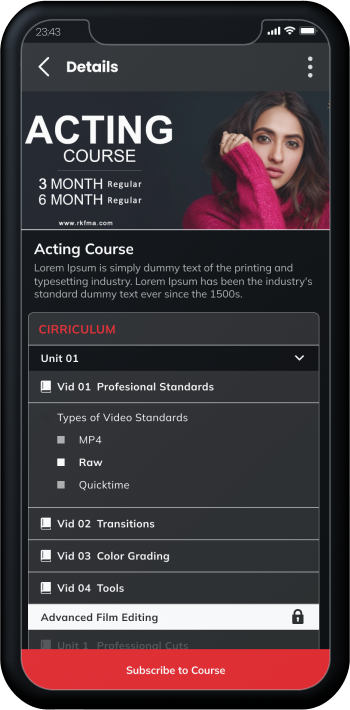 23:43
Details
ACTING
COURSE
3 MONTH Regular
6 MONTH Regular
www.rkfma.com
Acting Course
Lorem Ipsum is simply dummy text of the printing and
typesetting industry. Lorem Ipsum has been the industry's
standard dummy text ever since the 1500s.
CIRRICULUM
Unit 01
Vid 01 Profesional Standards
Types of Video Standards
MP4
Raw
Quicktime
Vid 02 Transitions
Vid 03 Color Grading
Vid 04 Tools
Advanced Film Editing
Unit 1 Professional Cuts
Subscribe to Course